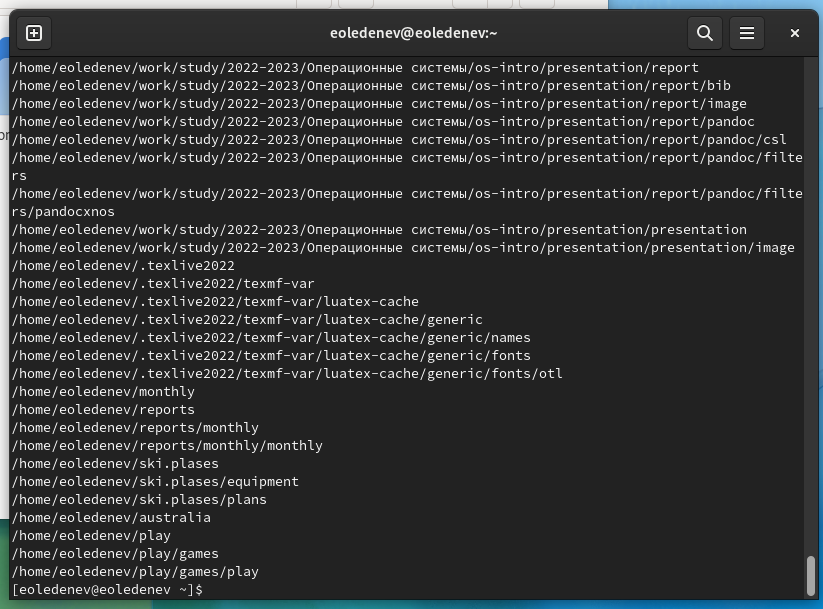 eoledenev@eoledenev:~
/home/eoledenev/work/study/2022-2023/Операционные системы/os-intro/presentation/report
/home/eoledenev/work/study/2022-2023/Операционные системы/os-intro/presentation/report/bib
/home/eoledenev/work/study/2022-2023/Операционные системы/os-intro/presentation/report/image
/home/eoledenev/work/study/2022-2023/Операционные системы/os-intro/presentation/report/pandoc
/home/eoledenev/work/study/2022-2023/Операционные системы/os-intro/presentation/report/pandoc/csl
/home/eoledenev/work/study/2022-2023/Операционные системы/os-intro/presentation/report/pandoc/filte
rs
/home/eoledenev/work/study/2022-2023/Операционные системы/os-intro/presentation/report/pandoc/filte
rs/pandocxnos
/home/eoledenev/work/study/2022-2023/Операционные системы/os-intro/presentation/presentation
/home/eoledenev/work/study/2022-2023/Операционные системы/os-intro/presentation/presentation/image
/home/eoledenev/.texlive2022
/home/eoledenev/.texlive2022/texmf-var
/home/eoledenev/.texlive2022/texmf-var/luatex-cache
/home/eoledenev/.texlive2022/texmf-var/luatex-cache/generic
/home/eoledenev/.texlive2022/texmf-var/luatex-cache/generic/names
/home/eoledenev/.texlive2022/texmf-var/luatex-cache/generic/fonts
/home/eoledenev/.texlive2022/texmf-var/luatex-cache/generic/fonts/otl
/home/eoledenev/monthly
/home/eoledenev/reports
/home/eoledenev/reports/monthly
/home/eoledenev/reports/monthly/monthly
/home/eoledenev/ski.plases
/home/eoledenev/ski.plases/equipment
/home/eoledenev/ski.plases/plans
/home/eoledenev/australia
/home/eoledenev/play
/home/eoledenev/play/games
/home/eoledenev/play/games/play
[eoledenev@eoledenev ~]$